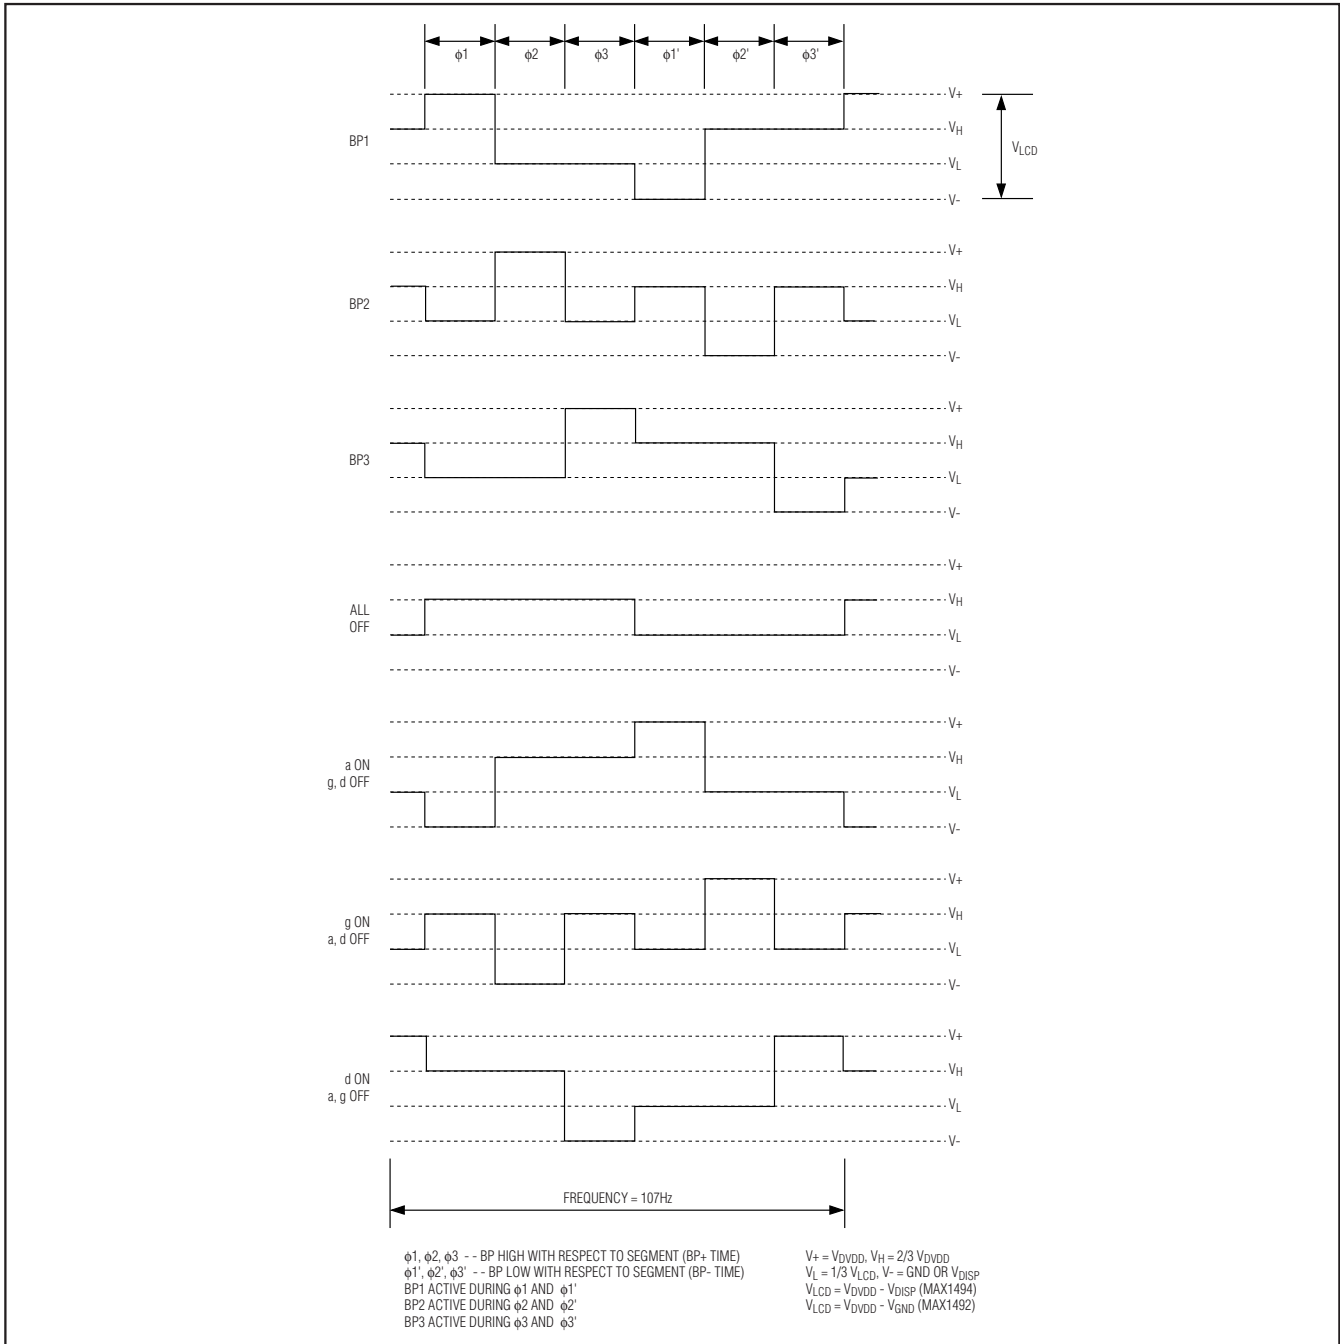 ϕ1 ϕ2 ϕ3 ϕ1' ϕ2' ϕ3'
V+
VH
BP1
VL
V-
VLCD
V+
VH
BP2
VL
V-
V+
VH
BP3
VL
V-
V+
VH
ALL
OFF
VL
V-
V+
VH
a ON
g, d OFF
VL
V-
V+
VH
g ON
a, d OFF
VL
V-
V+
VH
d ON
a, g OFF
VL
V-
FREQUENCY = 107Hz
ϕ1, ϕ2, ϕ3 - - BP HIGH WITH RESPECT TO SEGMENT (BP+ TIME)
ϕ1', ϕ2', ϕ3' - - BP LOW WITH RESPECT TO SEGMENT (BP- TIME)
BP1 ACTIVE DURING ϕ1 AND ϕ1'
BP2 ACTIVE DURING ϕ2 AND ϕ2'
BP3 ACTIVE DURING ϕ3 AND ϕ3'
V+ = VDVDD, VH = 2/3 VDVDD
VL = 1/3 VLCD, V- = GND OR VDISP
VLCD = VDVDD - VDISP (MAX1494)
VLCD = VDVDD - VGND (MAX1492)